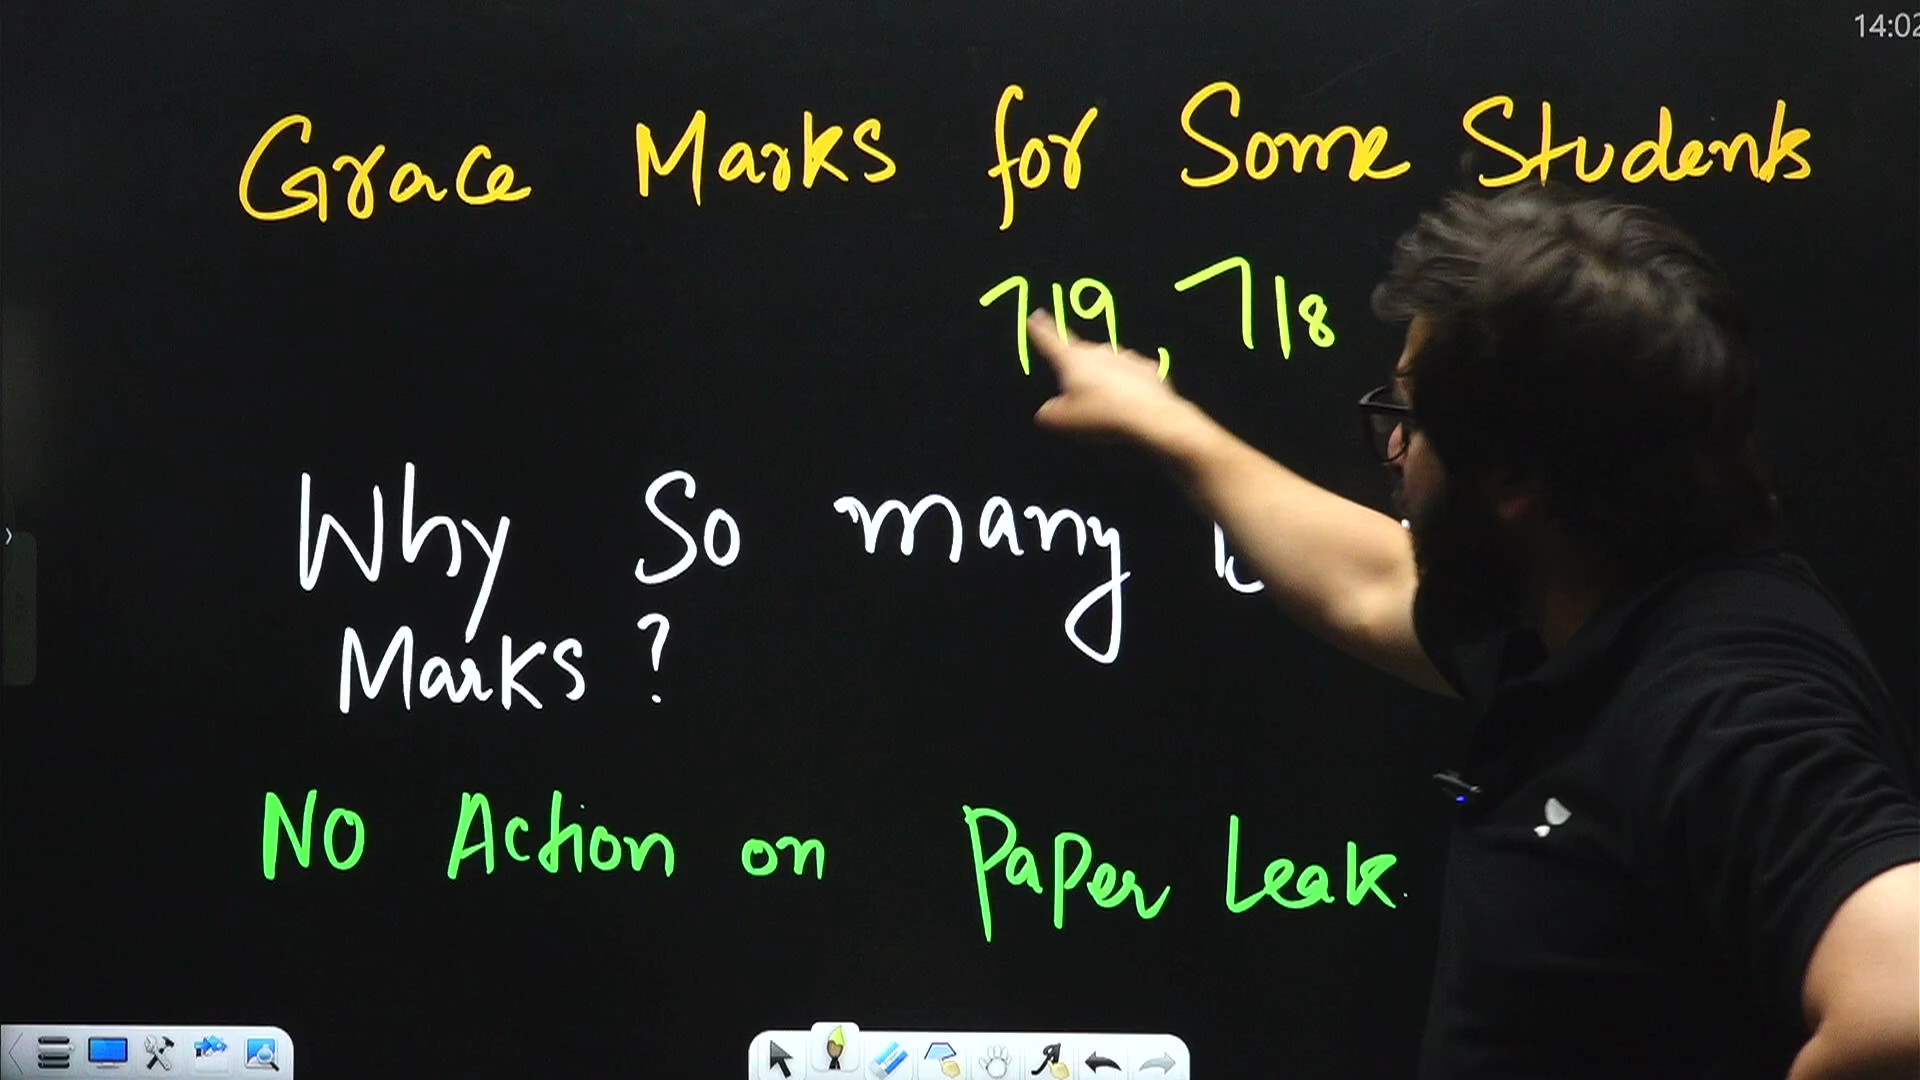 14:02
Grace Marks for Some Students
719, 718
Why So many
Marks ?
NO Action on Paper Leak.